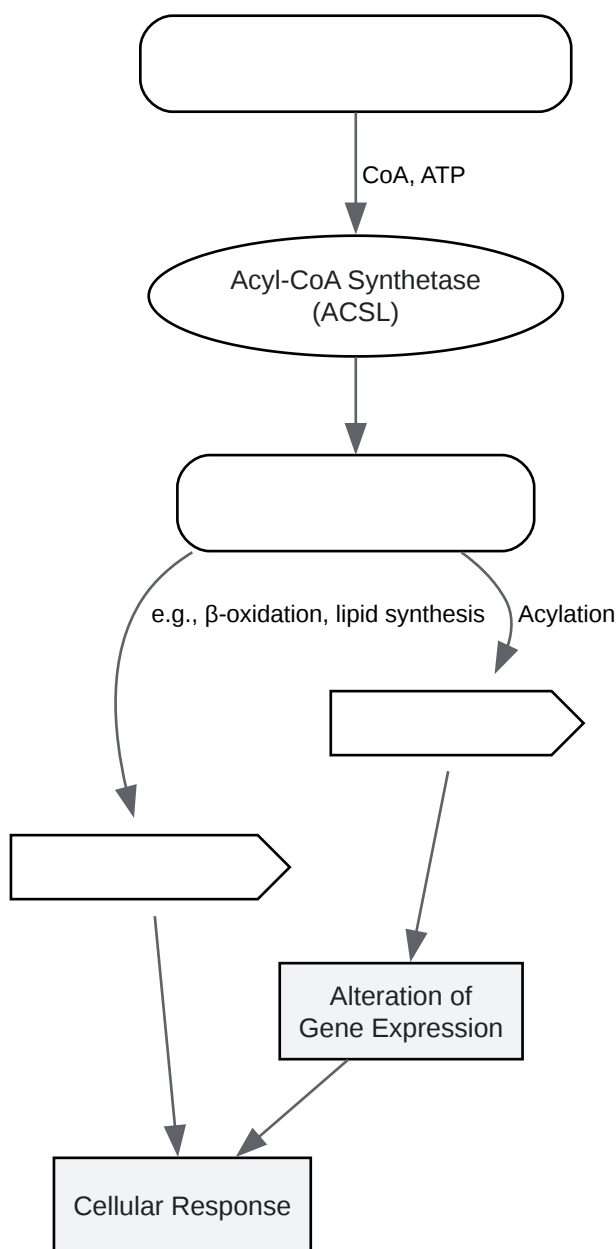 CoA, ATP
Acyl-CoA Synthetase
(ACSL)
e.g., β-oxidation, lipid synthesis
Acylation
Alteration of
Gene Expression
Cellular Response